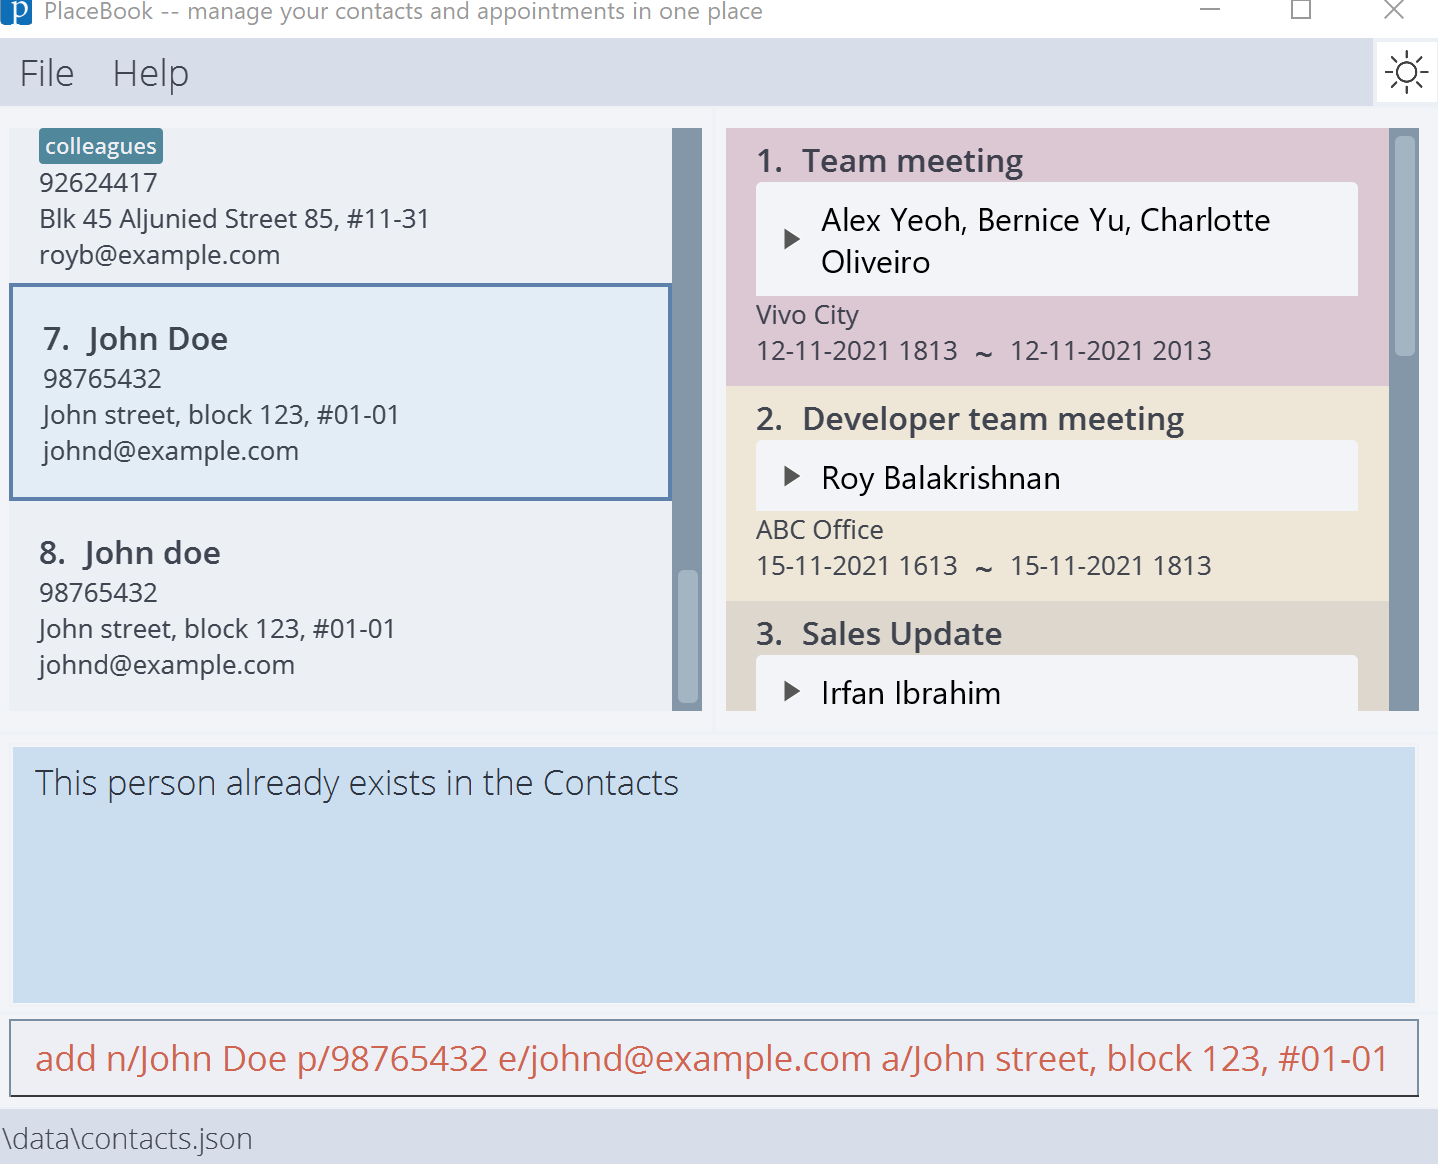 PlaceBook -- manage your contacts and appointments in one place
File Help
colleagues
92624417
Blk 45 Aljunied Street 85, #11-31
royb@example.com
7. John Doe
98765432
John street, block 123, #01-01
johnd@example.com
8. John doe
98765432
John street, block 123, #01-01
johnd@example.com
1. Team meeting
Alex Yeoh, Bernice Yu, Charlotte
Oliveiro
Vivo City
12-11-2021 1813 ~ 12-11-2021 2013
2. Developer team meeting
Roy Balakrishnan
ABC Office
15-11-2021 1613 ~ 15-11-2021 1813
3. Sales Update
Irfan Ibrahim
This person already exists in the Contacts
add n/John Doe p/98765432 e/johnd@example.com a/John street, block 123, #01-01
\data\contacts.json